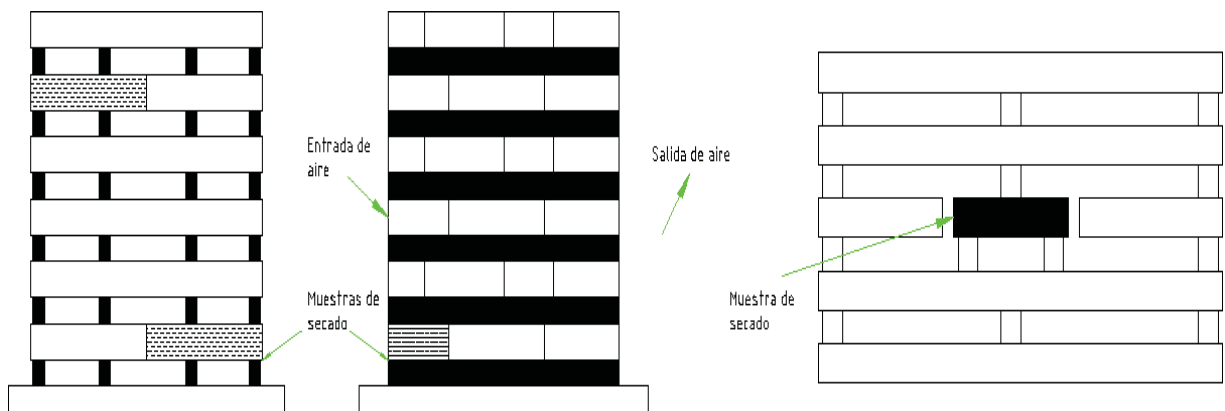 Entrada de
aire
Salida de aire
Muestras de
secado
Muestra de
secado